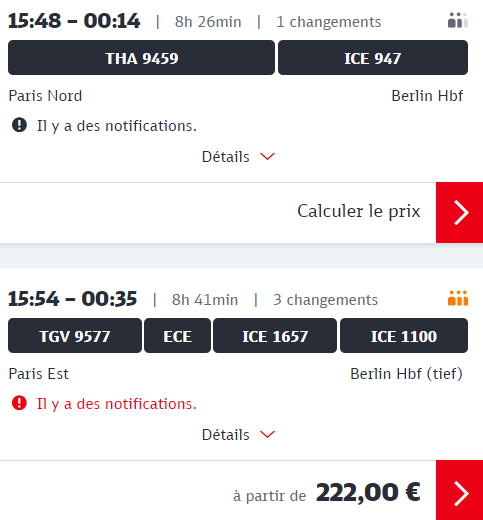 15:48 – 00:14 | 8h 26min | 1 changements
THA 9459 ICE 947
Paris Nord Berlin Hbf
Il y a des notifications.
Détails
Calculer le prix
15:54 – 00:35 | 8h 41min | 3 changements
TGV 9577 ECE ICE 1657 ICE 1100
Paris Est Berlin Hbf (tief)
Il y a des notifications.
Détails
à partir de 222,00 €